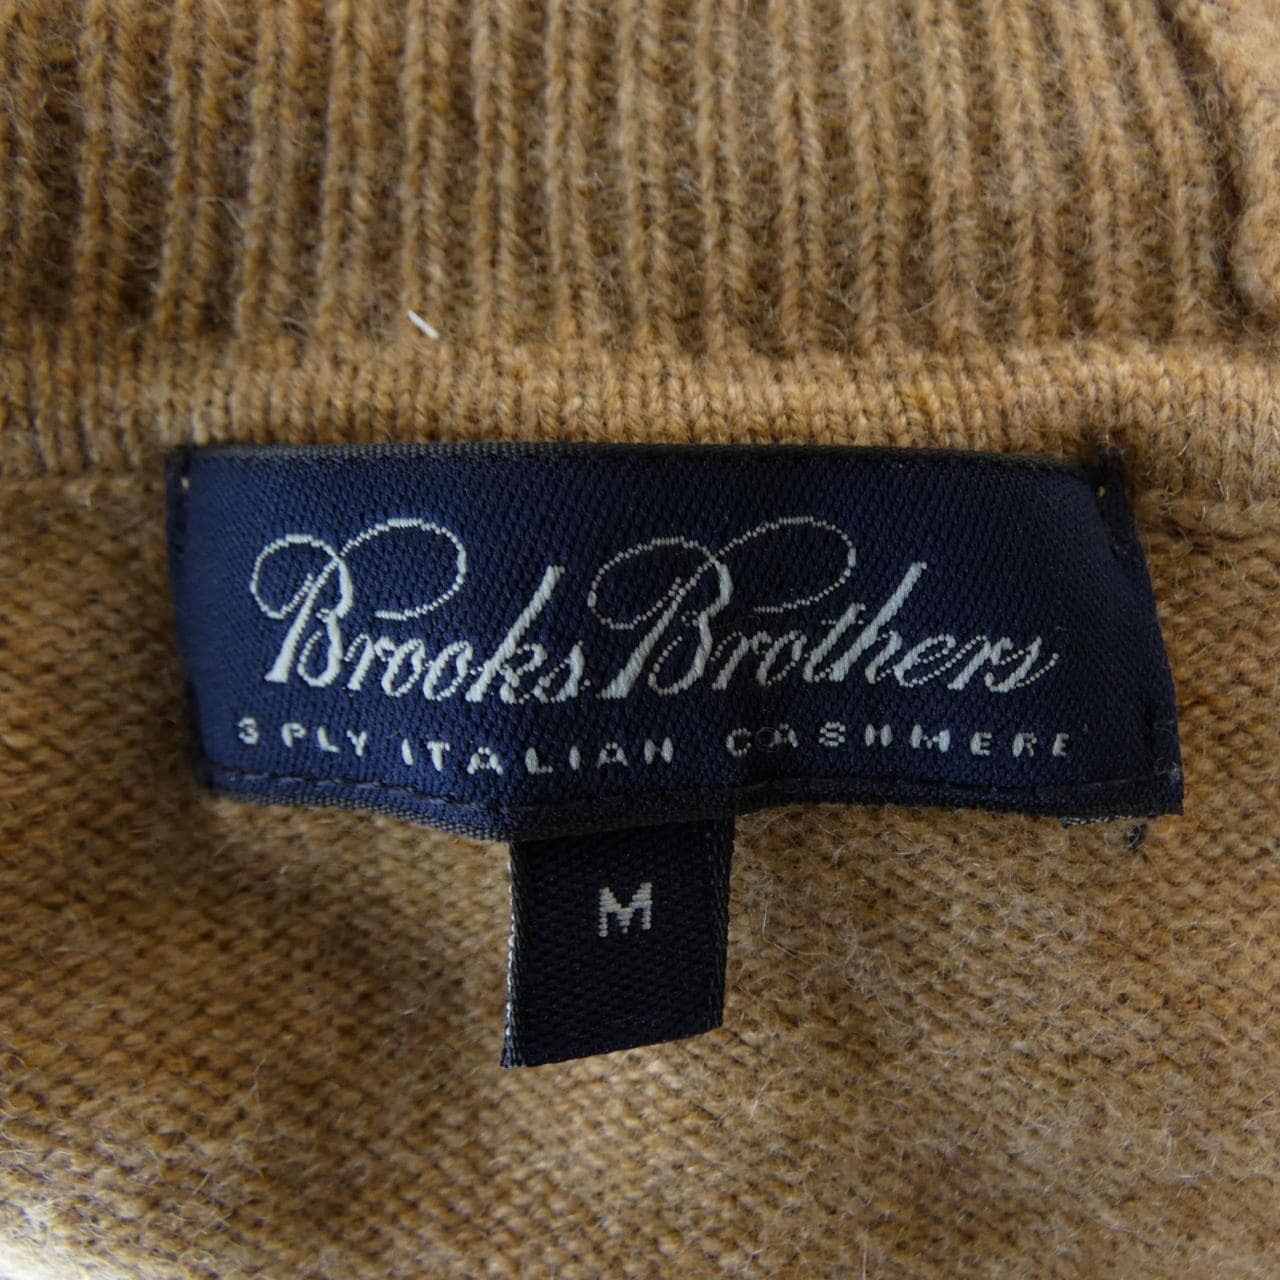 Brooks Brothers
3 PLY ITALIAN CASHMERE
M